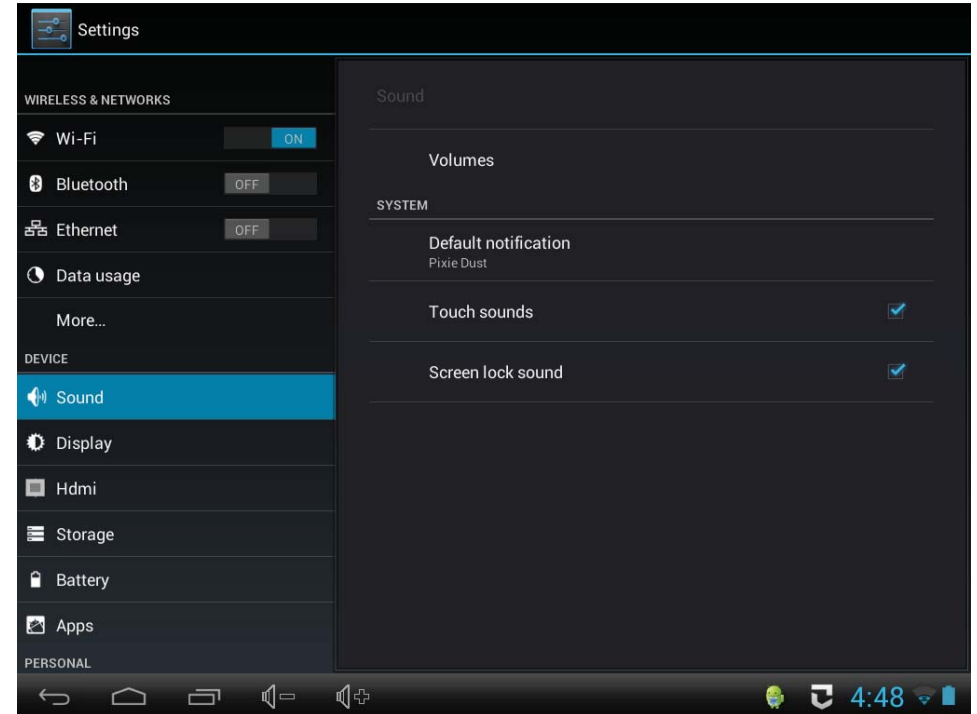 Settings
WIRELESS & NETWORKS
Wi-Fi
ON
Bluetooth
OFF
Ethernet
OFF
Data usage
More...
DEVICE
Sound
Display
Hdmi
Storage
Battery
Apps
PERSONAL
Sound
Volumes
SYSTEM
Default notification
Pixie Dust
Touch sounds
Screen lock sound
4:48